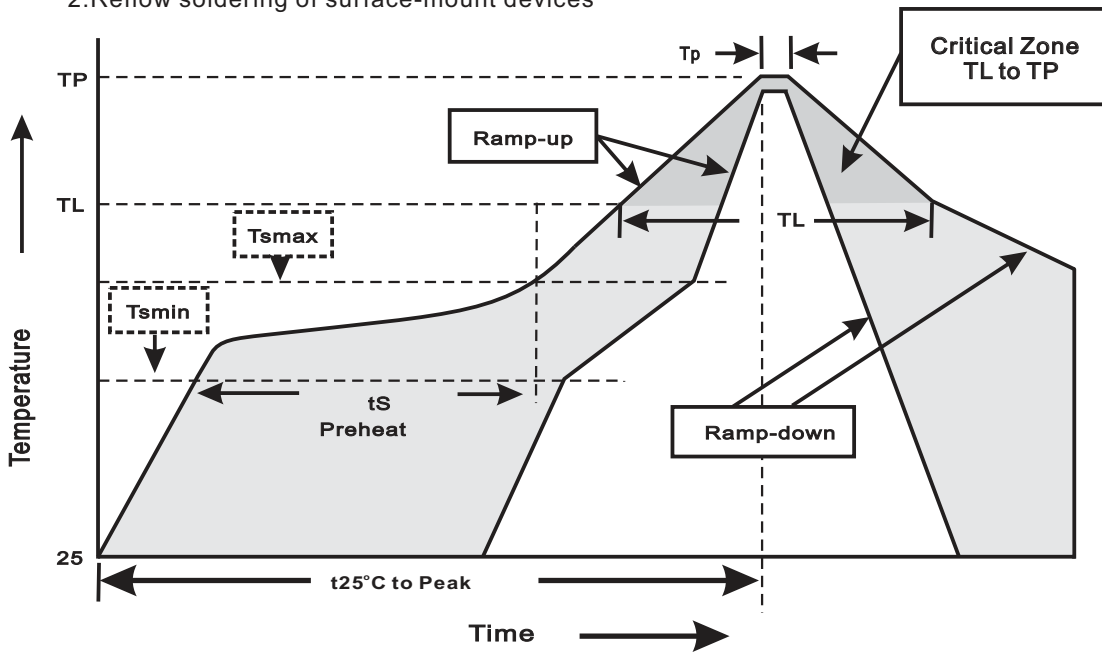 2.Reflow soldering of surface-mount devices
Tp
Critical Zone
TL to TP
TP
Ramp-up
TL
TL
Tsmax
Tsmin
tS
Preheat
Ramp-down
Temperature
25
t25°C to Peak
Time